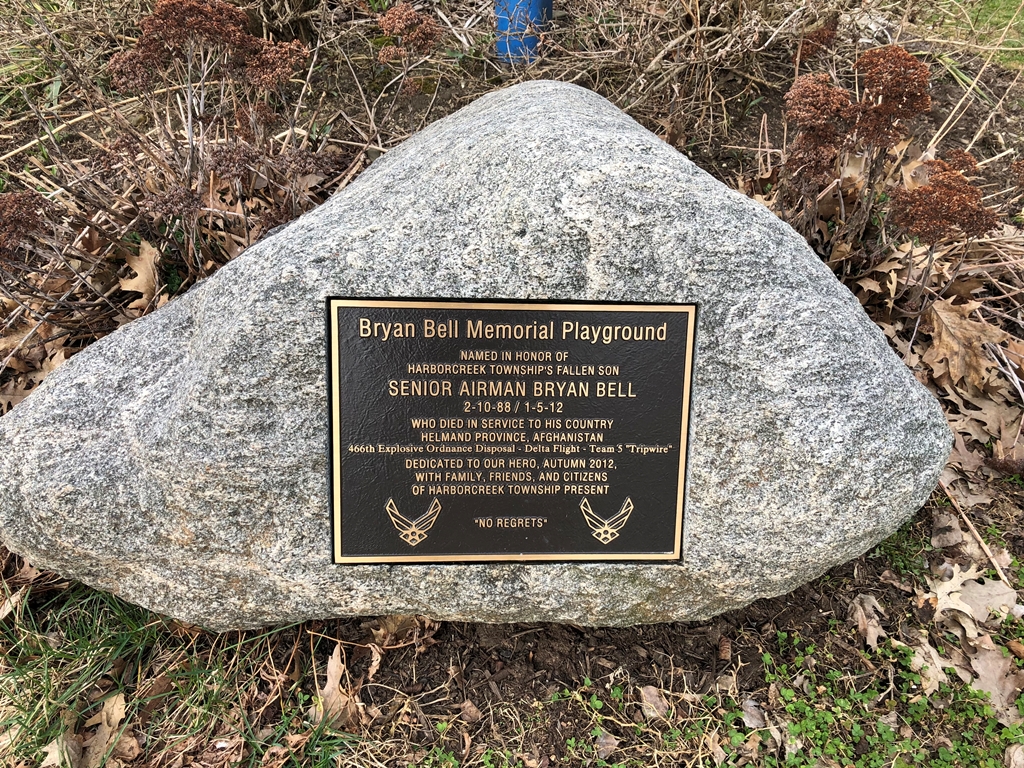 Bryan Bell Memorial Playground
NAMED IN HONOR OF
HARBORCREEK TOWNSHIP'S FALLEN SON
SENIOR AIRMAN BRYAN BELL
2-10-88 / 1-5-12
WHO DIED IN SERVICE TO HIS COUNTRY
HELMAND PROVINCE, AFGHANISTAN
466th Explosive Ordnance Disposal - Delta Flight - Team 5 "Tripwire"
DEDICATED TO OUR HERO, AUTUMN 2012,
WITH FAMILY, FRIENDS, AND CITIZENS
OF HARBORCREEK TOWNSHIP PRESENT
"NO REGRETS"